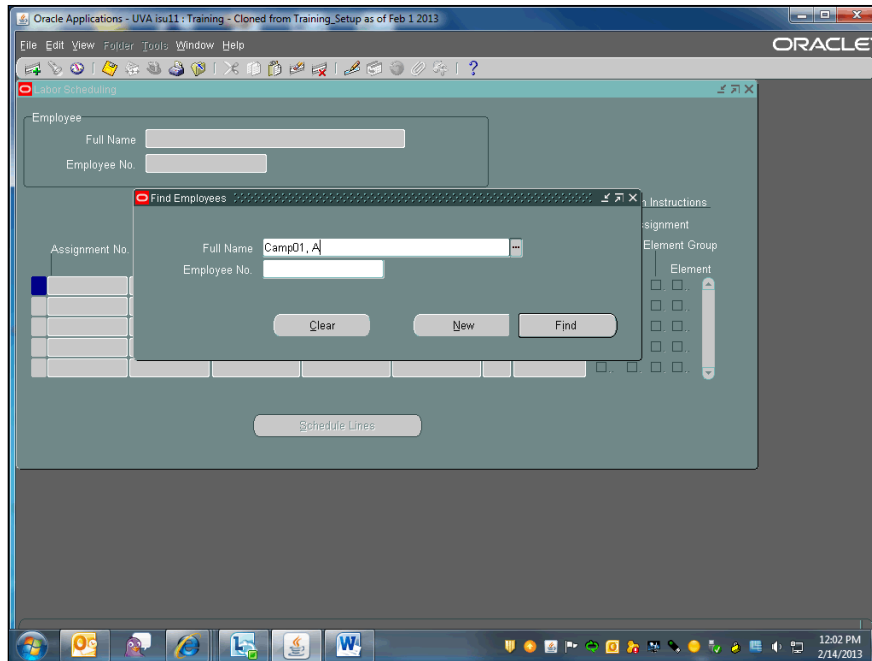 Oracle Applications - UVA isu11 : Training - Cloned from Training_Setup as of Feb 1 2013
File Edit View Folder Tools Window Help
ORACLE
Labor Scheduling
Employee
Full Name
Employee No.
Find Employees
Instructions
signment
Assignment No.
Full Name Camp01, A
Element Group
Employee No.
Element
Clear New Find
Schedule Lines
12:02 PM
2/14/2013